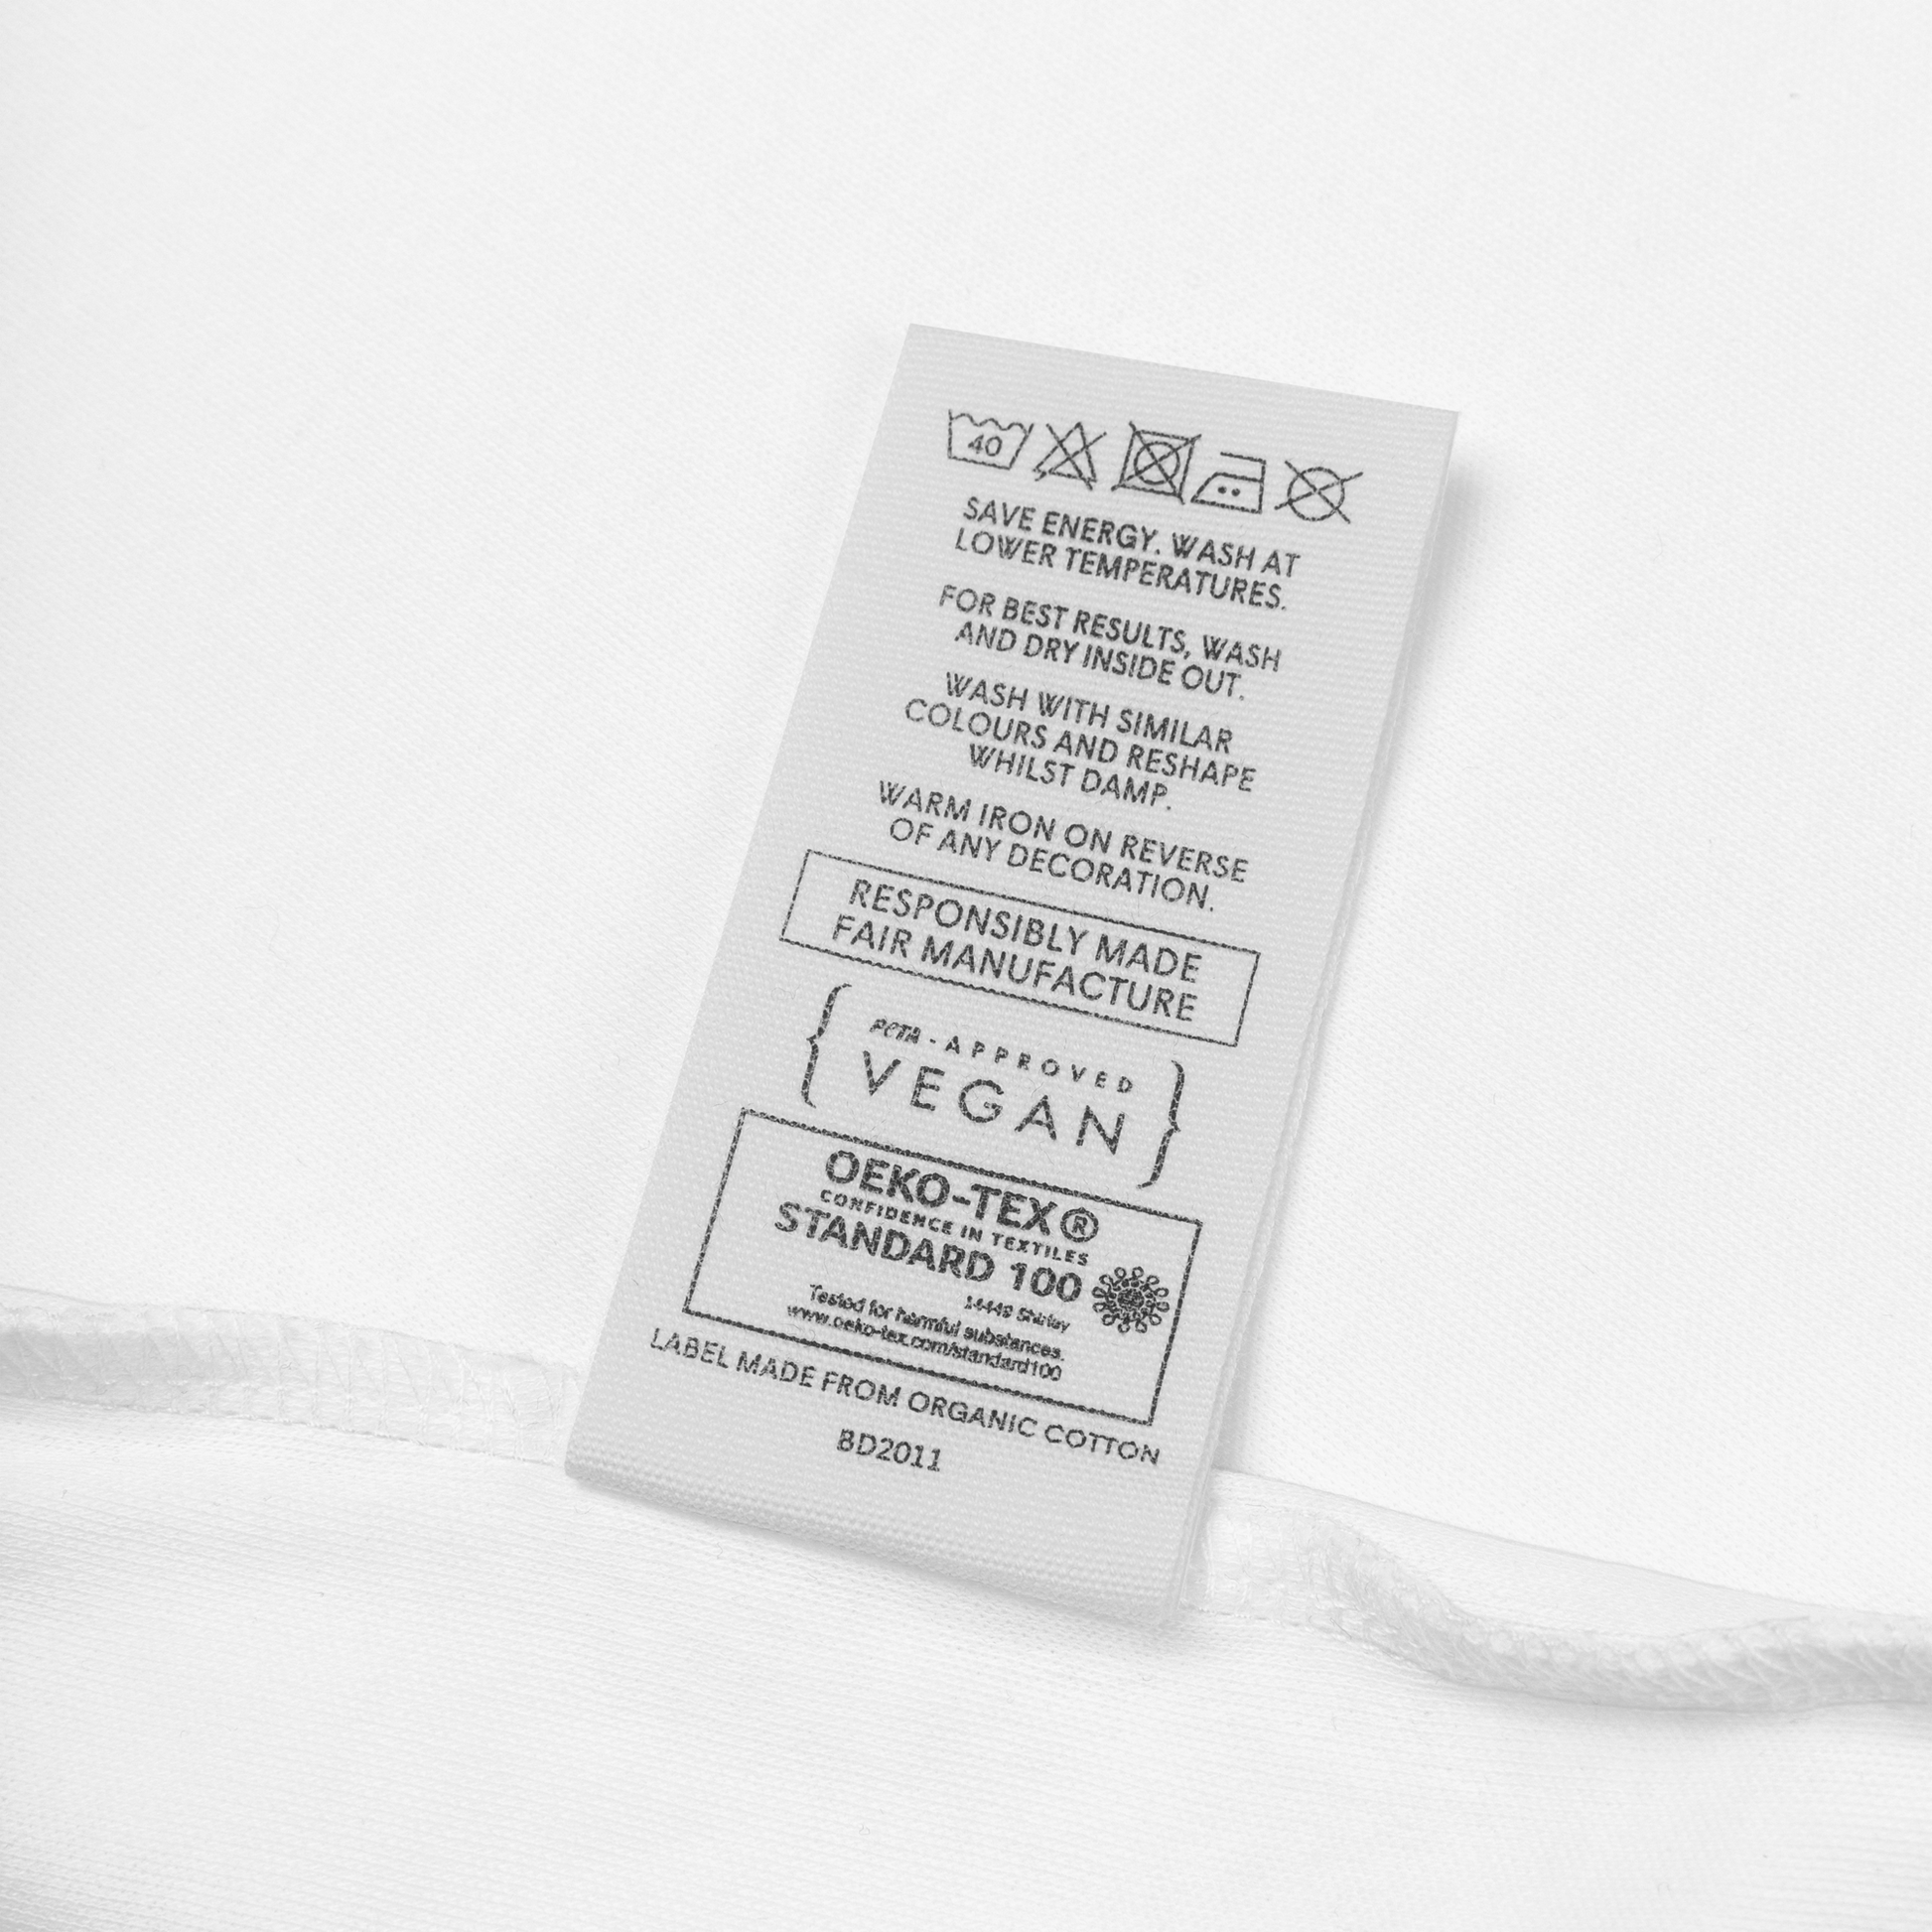 40
SAVE ENERGY. WASH AT
LOWER TEMPERATURES.
FOR BEST RESULTS, WASH
AND DRY INSIDE OUT.
WASH WITH SIMILAR
COLOURS AND RESHAPE
WHILST DAMP.
WARM IRON ON REVERSE
OF ANY DECORATION.
RESPONSIBLY MADE
FAIR MANUFACTURE
PETA - APPROVED
VEGAN
OEKO-TEX®
CONFIDENCE IN TEXTILES
STANDARD 100
14449 Shirley
Tested for harmful substances.
www.oeko-tex.com/standard100
LABEL MADE FROM ORGANIC COTTON
BD2011